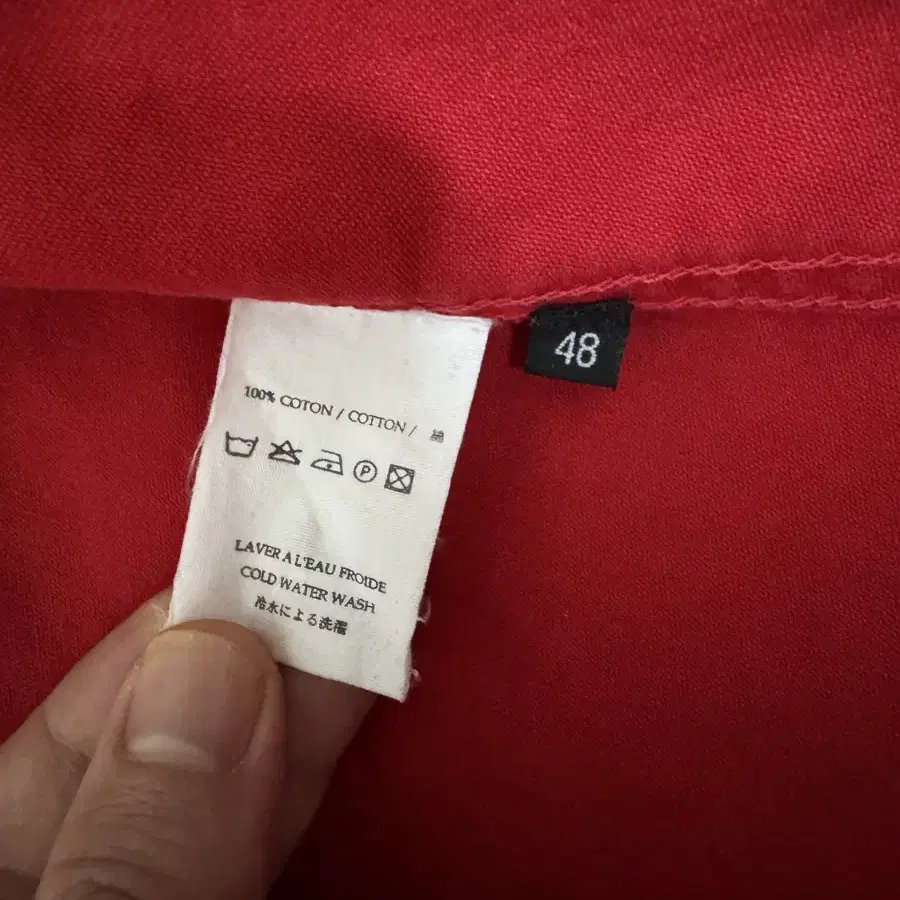 48
100% COTON / COTTON / 綿
P
LAVER A L'EAU FROIDE
COLD WATER WASH
冷水による洗濯